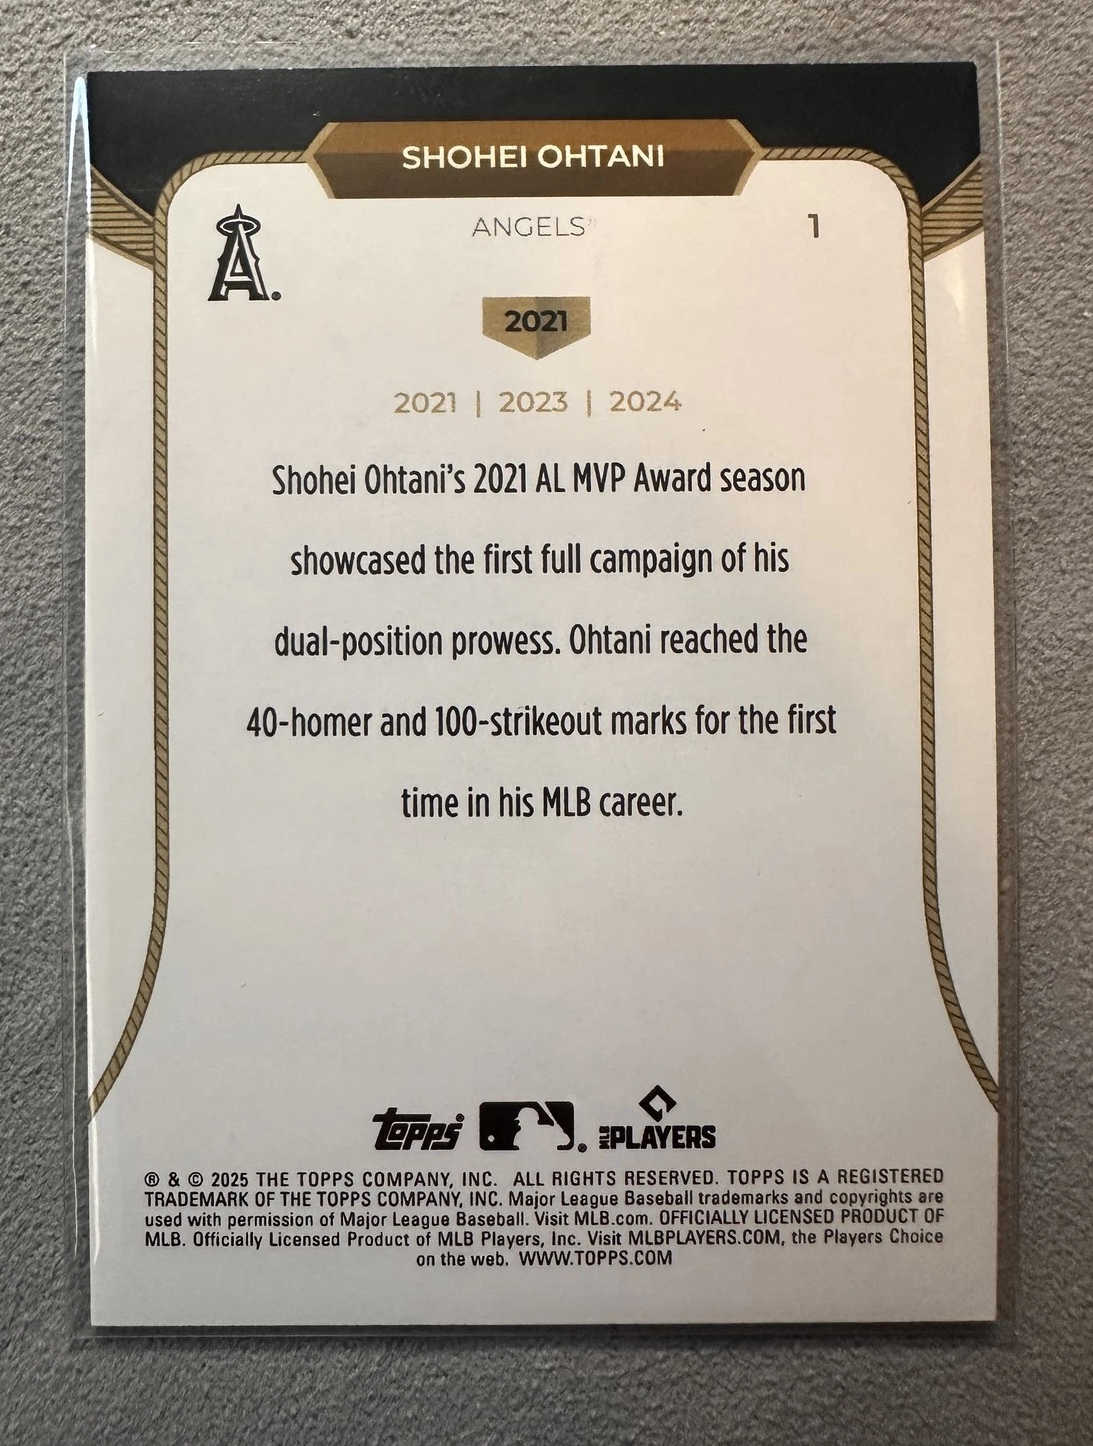 SHOHEI OHTANI
ANGELS®
1
A.
2021
2021 | 2023 | 2024
Shohei Ohtani's 2021 AL MVP Award season
showcased the first full campaign of his
dual-position prowess. Ohtani reached the
40-homer and 100-strikeout marks for the first
time in his MLB career.
topps MLB PLAYERS
® & © 2025 THE TOPPS COMPANY, INC. ALL RIGHTS RESERVED. TOPPS IS A REGISTERED
TRADEMARK OF THE TOPPS COMPANY, INC. Major League Baseball trademarks and copyrights are
used with permission of Major League Baseball. Visit MLB.com. OFFICIALLY LICENSED PRODUCT OF
MLB. Officially Licensed Product of MLB Players, Inc. Visit MLBPLAYERS.COM, the Players Choice
on the web. WWW.TOPPS.COM